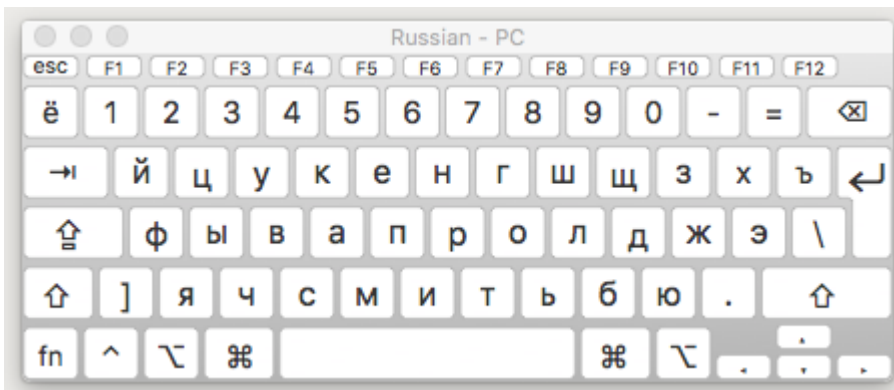 Russian - PC
esc F1 F2 F3 F4 F5 F6 F7 F8 F9 F10 F11 F12
ё 1 2 3 4 5 6 7 8 9 0 - =
й ц у к е н г ш щ з х ъ
ф ы в а п р о л д ж э \
] я ч с м и т ь б ю .
fn ^ ⌥ ⌘ ⌘ ⌥